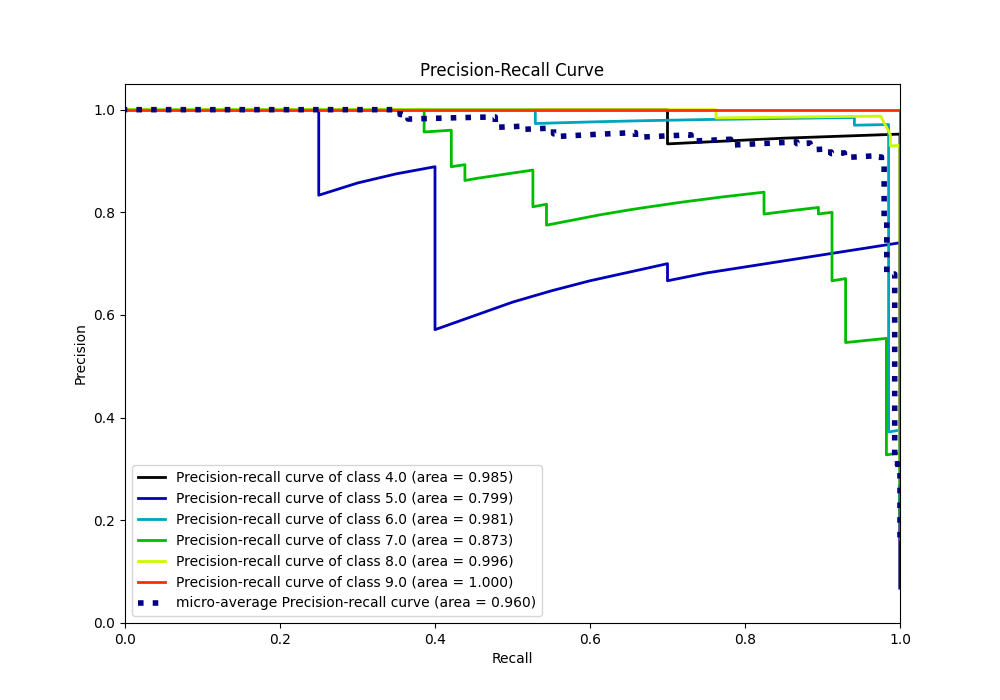 Precision-Recall Curve
1.0
0.8
0.6
0.4
0.2
0.0
Precision
Precision-recall curve of class 4.0 (area = 0.985)
Precision-recall curve of class 5.0 (area = 0.799)
Precision-recall curve of class 6.0 (area = 0.981)
Precision-recall curve of class 7.0 (area = 0.873)
Precision-recall curve of class 8.0 (area = 0.996)
Precision-recall curve of class 9.0 (area = 1.000)
micro-average Precision-recall curve (area = 0.960)
0.0 0.2 0.4 0.6 0.8 1.0
Recall